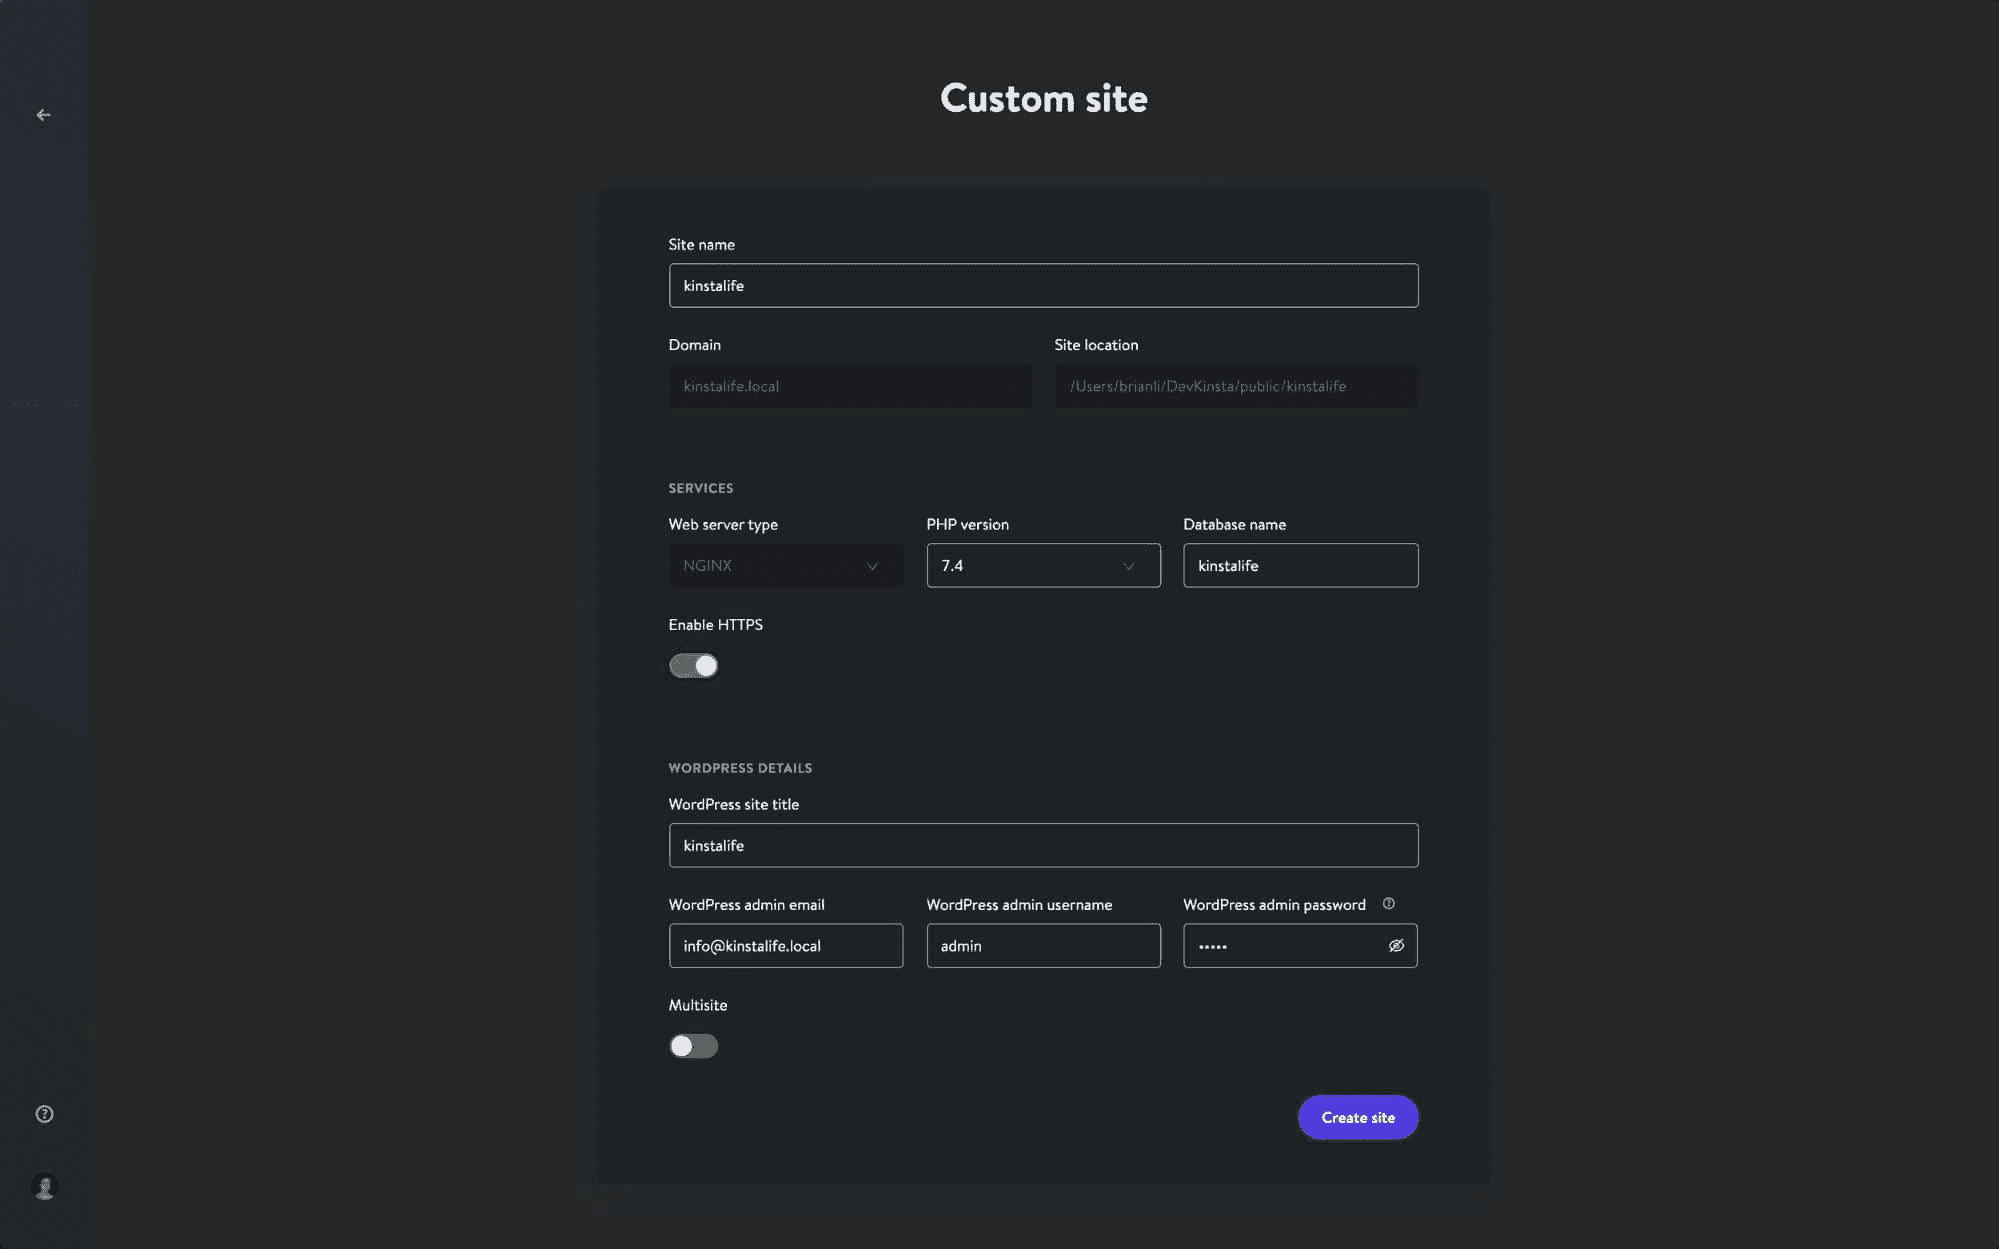 Custom site
Site name
kinstalife
Domain
Site location
kinstalife.local
/Users/brianli/DevKinsta/public/kinstalife
SERVICES
Web server type
PHP version
Database name
NGINX
7.4
kinstalife
Enable HTTPS
WORDPRESS DETAILS
WordPress site title
kinstalife
WordPress admin email
WordPress admin username
WordPress admin password
info@kinstalife.local
admin
•••••
Multisite
Create site